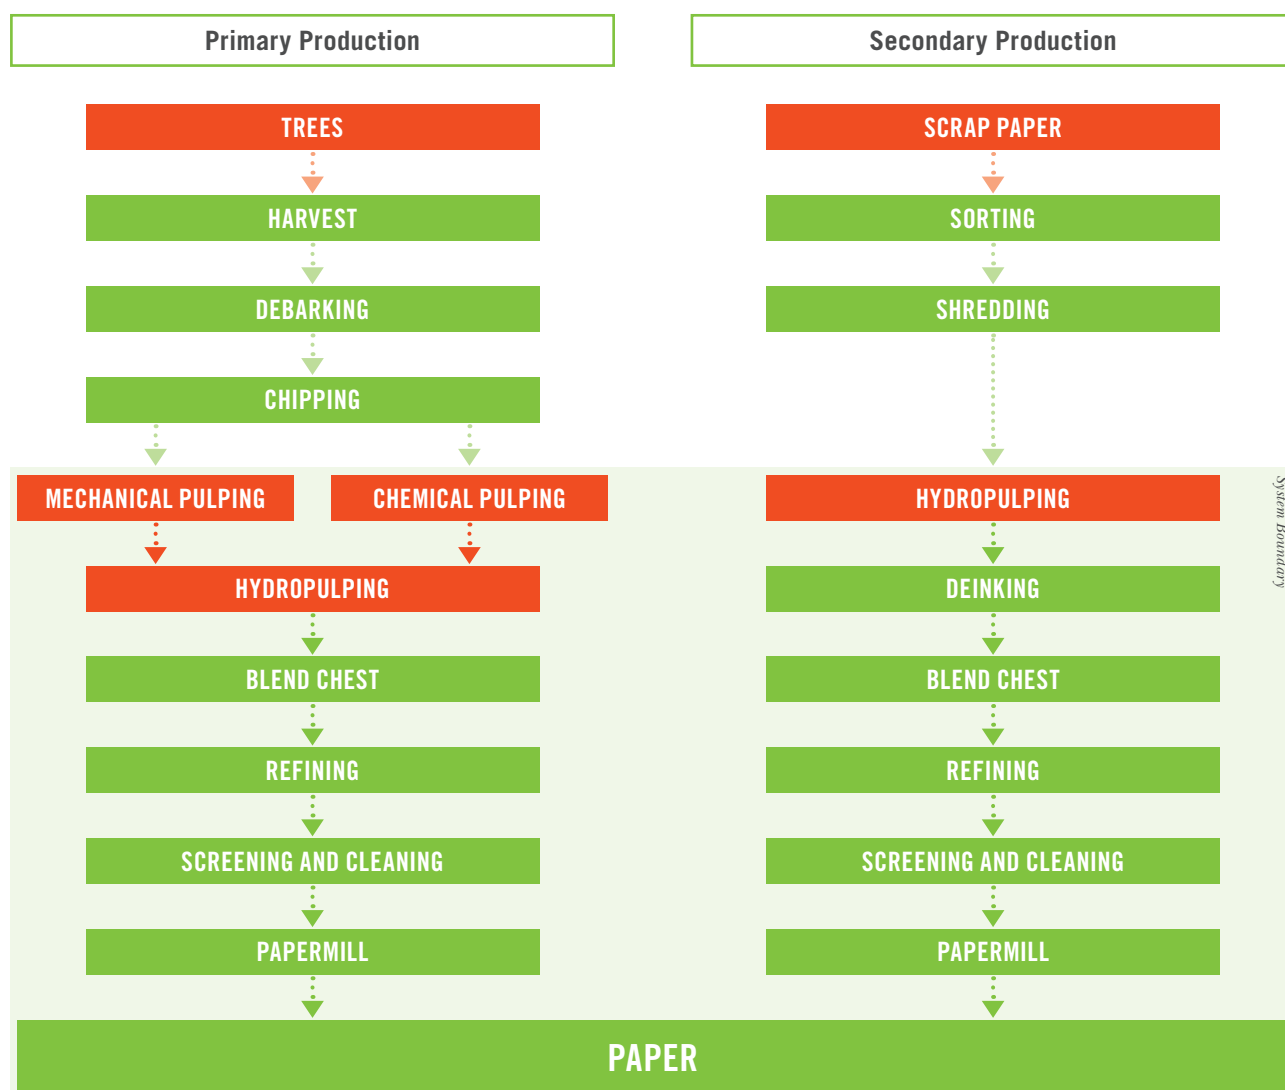 Primary Production
TREES
HARVEST
DEBARKING
CHIPPING
MECHANICAL PULPING
CHEMICAL PULPING
HYDROPULPING
BLEND CHEST
REFINING
SCREENING AND CLEANING
PAPERMILL
Secondary Production
SCRAP PAPER
SORTING
SHREDDING
HYDROPULPING
DEINKING
BLEND CHEST
REFINING
SCREENING AND CLEANING
PAPERMILL
System Boundary
PAPER